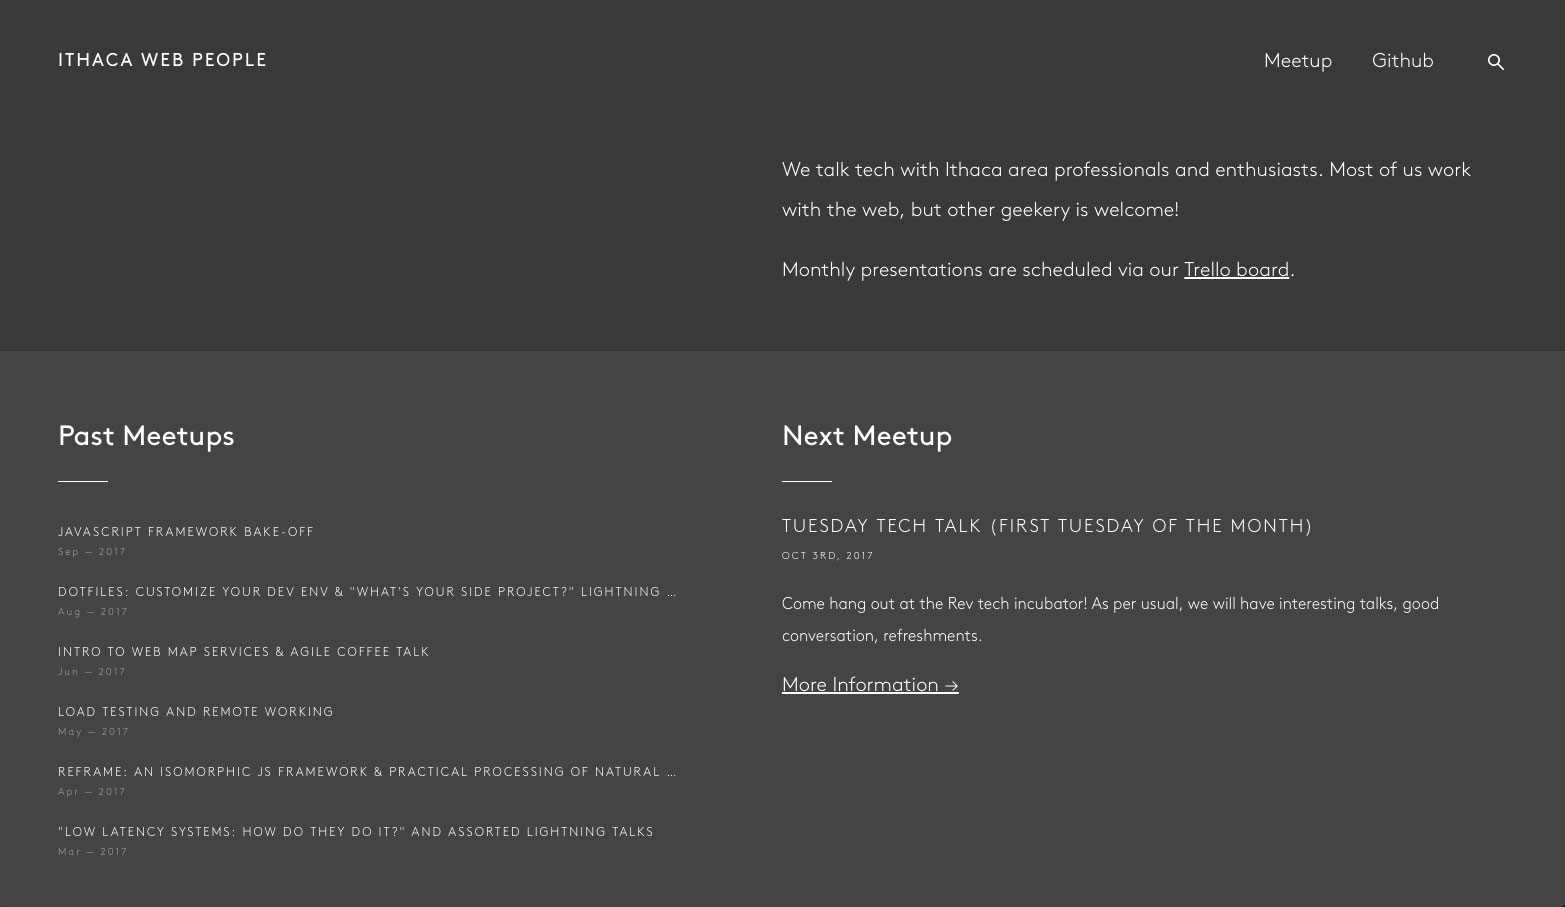 ITHACA WEB PEOPLE
Meetup
Github
We talk tech with Ithaca area professionals and enthusiasts. Most of us work
with the web, but other geekery is welcome!
Monthly presentations are scheduled via our Trello board.
Past Meetups
JAVASCRIPT FRAMEWORK BAKE-OFF
Sep — 2017
DOTFILES: CUSTOMIZE YOUR DEV ENV & "WHAT'S YOUR SIDE PROJECT?" LIGHTNING ...
Aug — 2017
INTRO TO WEB MAP SERVICES & AGILE COFFEE TALK
Jun — 2017
LOAD TESTING AND REMOTE WORKING
May — 2017
REFRAME: AN ISOMORPHIC JS FRAMEWORK & PRACTICAL PROCESSING OF NATURAL ...
Apr — 2017
"LOW LATENCY SYSTEMS: HOW DO THEY DO IT?" AND ASSORTED LIGHTNING TALKS
Mar — 2017
Next Meetup
TUESDAY TECH TALK (FIRST TUESDAY OF THE MONTH)
OCT 3RD, 2017
Come hang out at the Rev tech incubator! As per usual, we will have interesting talks, good
conversation, refreshments.
More Information →